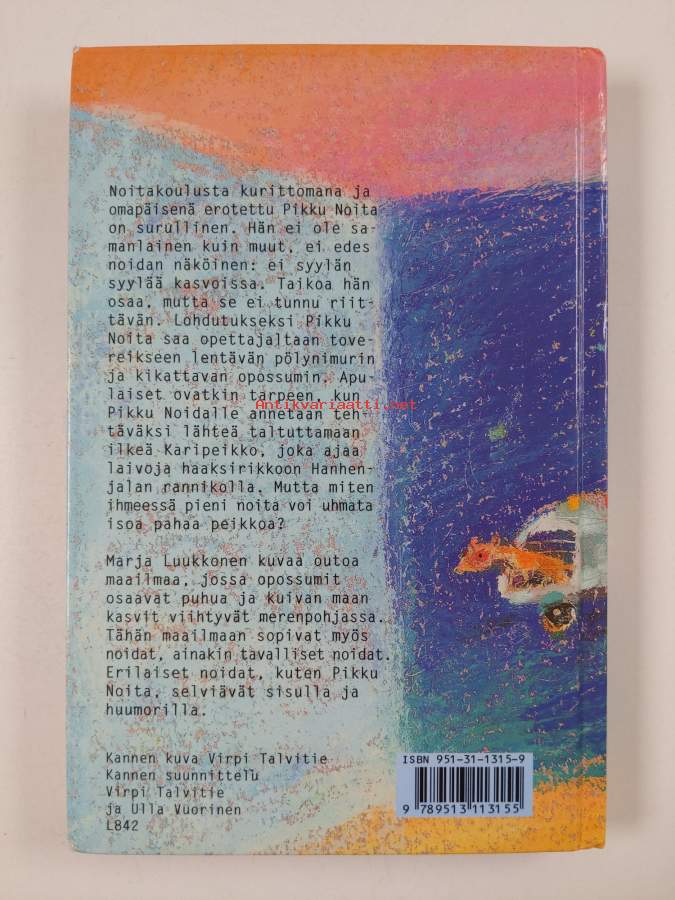 Noitakoulusta kurittomana ja
omapäisenä erotettu Pikku Noita
on surullinen. Hän ei ole sa-
manlainen kuin muut, ei edes
noidan näköinen: ei syylän
syylää kasvoissa. Taikoa hän
osaa, mutta se ei tunnu riit-
tävän. Lohdutukseksi Pikku
Noita saa opettajaltaan tove-
reikseen lentävän pölynimurin
ja kikattavan opossumin. Apu-
laiset ovatkin tarpeen, kun
Antikvariaatti.net
Pikku Noidalle annetaan teh-
täväksi lähteä taltuttamaan
ilkeä Karipeikko, joka ajaa
laivoja haaksirikkoon Hanhen-
jalan rannikolla. Mutta miten
ihmeessä pieni noita voi uhmata
isoa pahaa peikkoa?
Marja Luukkonen kuvaa outoa
maailmaa, jossa opossumit
osaavat puhua ja kuivan maan
kasvit viihtyvät merenpohjassa.
Tähän maailmaan sopivat myös
noidat, ainakin tavalliset noidat.
Erilaiset noidat, kuten Pikku
Noita, selviävät sisulla ja
huumorilla.
Kannen kuva Virpi Talvitie
Kannen suunnittelu
Virpi Talvitie
ja Ulla Vuorinen
L842
ISBN 951-31-1315-9
9 789513 113155